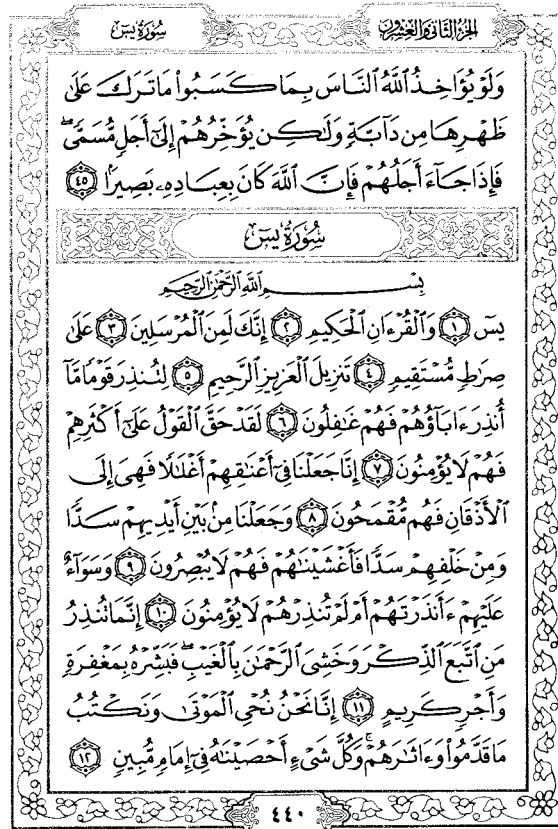 الجزء الثاني والعشرون سورة يس
وَلَوْ يُؤَاخِذُ ٱللَّهُ ٱلنَّاسَ بِمَا كَسَبُوا۟ مَا تَرَكَ عَلَىٰ
ظَهْرِهَا مِن دَآبَّةٍ وَلَٰكِن يُؤَخِّرُهُمْ إِلَىٰٓ أَجَلٍ مُّسَمًّى ۖ
فَإِذَا جَآءَ أَجَلُهُمْ فَإِنَّ ٱللَّهَ كَانَ بِعِبَادِهِۦ بَصِيرًۢا ٤٥
سُورَةُ يسٓ
بِسْمِ ٱللَّهِ ٱلرَّحْمَٰنِ ٱلرَّحِيمِ
يسٓ ١ وَٱلْقُرْءَانِ ٱلْحَكِيمِ ٢ إِنَّكَ لَمِنَ ٱلْمُرْسَلِينَ ٣ عَلَىٰ
صِرَٰطٍ مُّسْتَقِيمٍ ٤ تَنزِيلَ ٱلْعَزِيزِ ٱلرَّحِيمِ ٥ لِتُنذِرَ قَوْمًا مَّآ
أُنذِرَ ءَابَآؤُهُمْ فَهُمْ غَٰفِلُونَ ٦ لَقَدْ حَقَّ ٱلْقَوْلُ عَلَىٰٓ أَكْثَرِهِمْ
فَهُمْ لَا يُؤْمِنُونَ ٧ إِنَّا جَعَلْنَا فِىٓ أَعْنَٰقِهِمْ أَغْلَٰلًا فَهِىَ إِلَى
ٱلْأَذْقَانِ فَهُم مُّقْمَحُونَ ٨ وَجَعَلْنَا مِنۢ بَيْنِ أَيْدِيهِمْ سَدًّا
وَمِنْ خَلْفِهِمْ سَدًّا فَأَغْشَيْنَٰهُمْ فَهُمْ لَا يُبْصِرُونَ ٩ وَسَوَآءٌ
عَلَيْهِمْ ءَأَنذَرْتَهُمْ أَمْ لَمْ تُنذِرْهُمْ لَا يُؤْمِنُونَ ١٠ إِنَّمَا تُنذِرُ
مَنِ ٱتَّبَعَ ٱلذِّكْرَ وَخَشِىَ ٱلرَّحْمَٰنَ بِٱلْغَيْبِ ۖ فَبَشِّرْهُ بِمَغْفِرَةٍ
وَأَجْرٍ كَرِيمٍ ١١ إِنَّا نَحْنُ نُحْىِ ٱلْمَوْتَىٰ وَنَكْتُبُ
مَا قَدَّمُوا۟ وَءَاثَٰرَهُمْ ۚ وَكُلَّ شَىْءٍ أَحْصَيْنَٰهُ فِىٓ إِمَامٍ مُّبِينٍ ١٢
٤٤٠